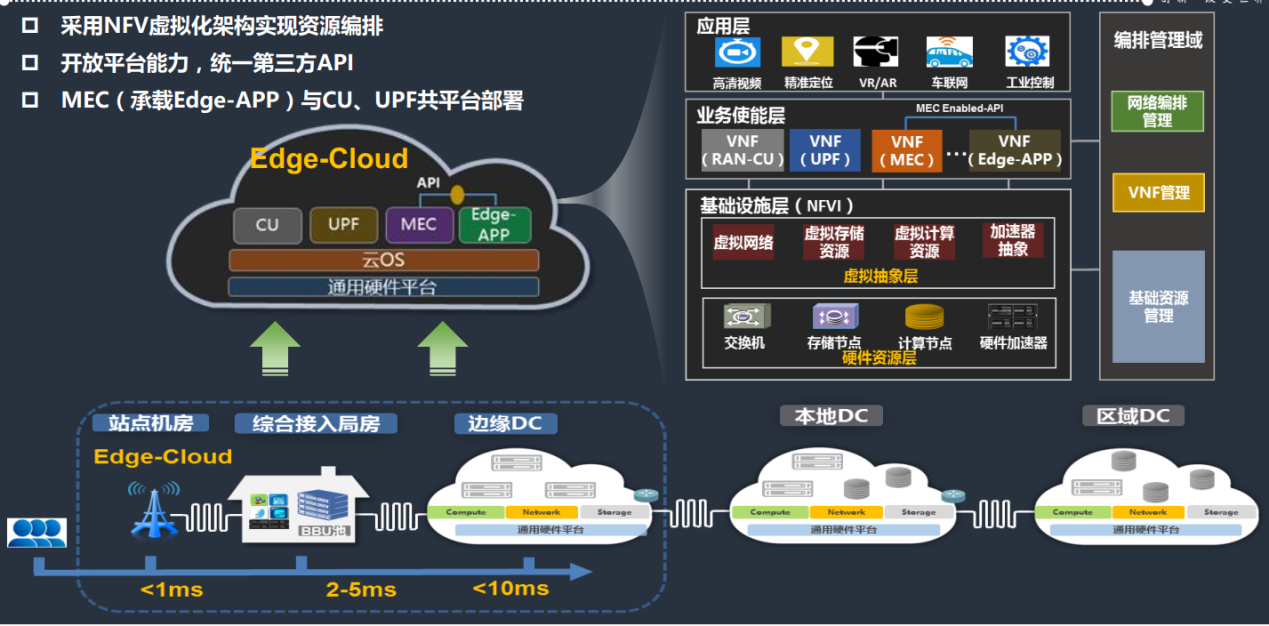 采用NFV虚拟化架构实现资源编排
开放平台能力，统一第三方API
MEC（承载Edge-APP）与CU、UPF共平台部署
Edge-Cloud
API
CU
UPF
MEC
Edge-
APP
云OS
通用硬件平台
应用层
高清视频
精准定位
VR/AR
车联网
工业控制
业务使能层
MEC Enabled-API
VNF
（RAN-CU）
VNF
（UPF）
VNF
（MEC）
...
VNF
（Edge-APP）
基础设施层（NFVI）
虚拟网络
虚拟存储
资源
虚拟计算
资源
加速器
抽象
虚拟抽象层
交换机
存储节点
计算节点
硬件加速器
硬件资源层
编排管理域
网络编排
管理
VNF管理
基础资源
管理
站点机房
综合接入局房
边缘DC
本地DC
区域DC
Edge-Cloud
BBU池
Compute
Network
Storage
通用硬件平台
Compute
Network
Storage
通用硬件平台
Compute
Network
Storage
通用硬件平台
<1ms
2-5ms
<10ms